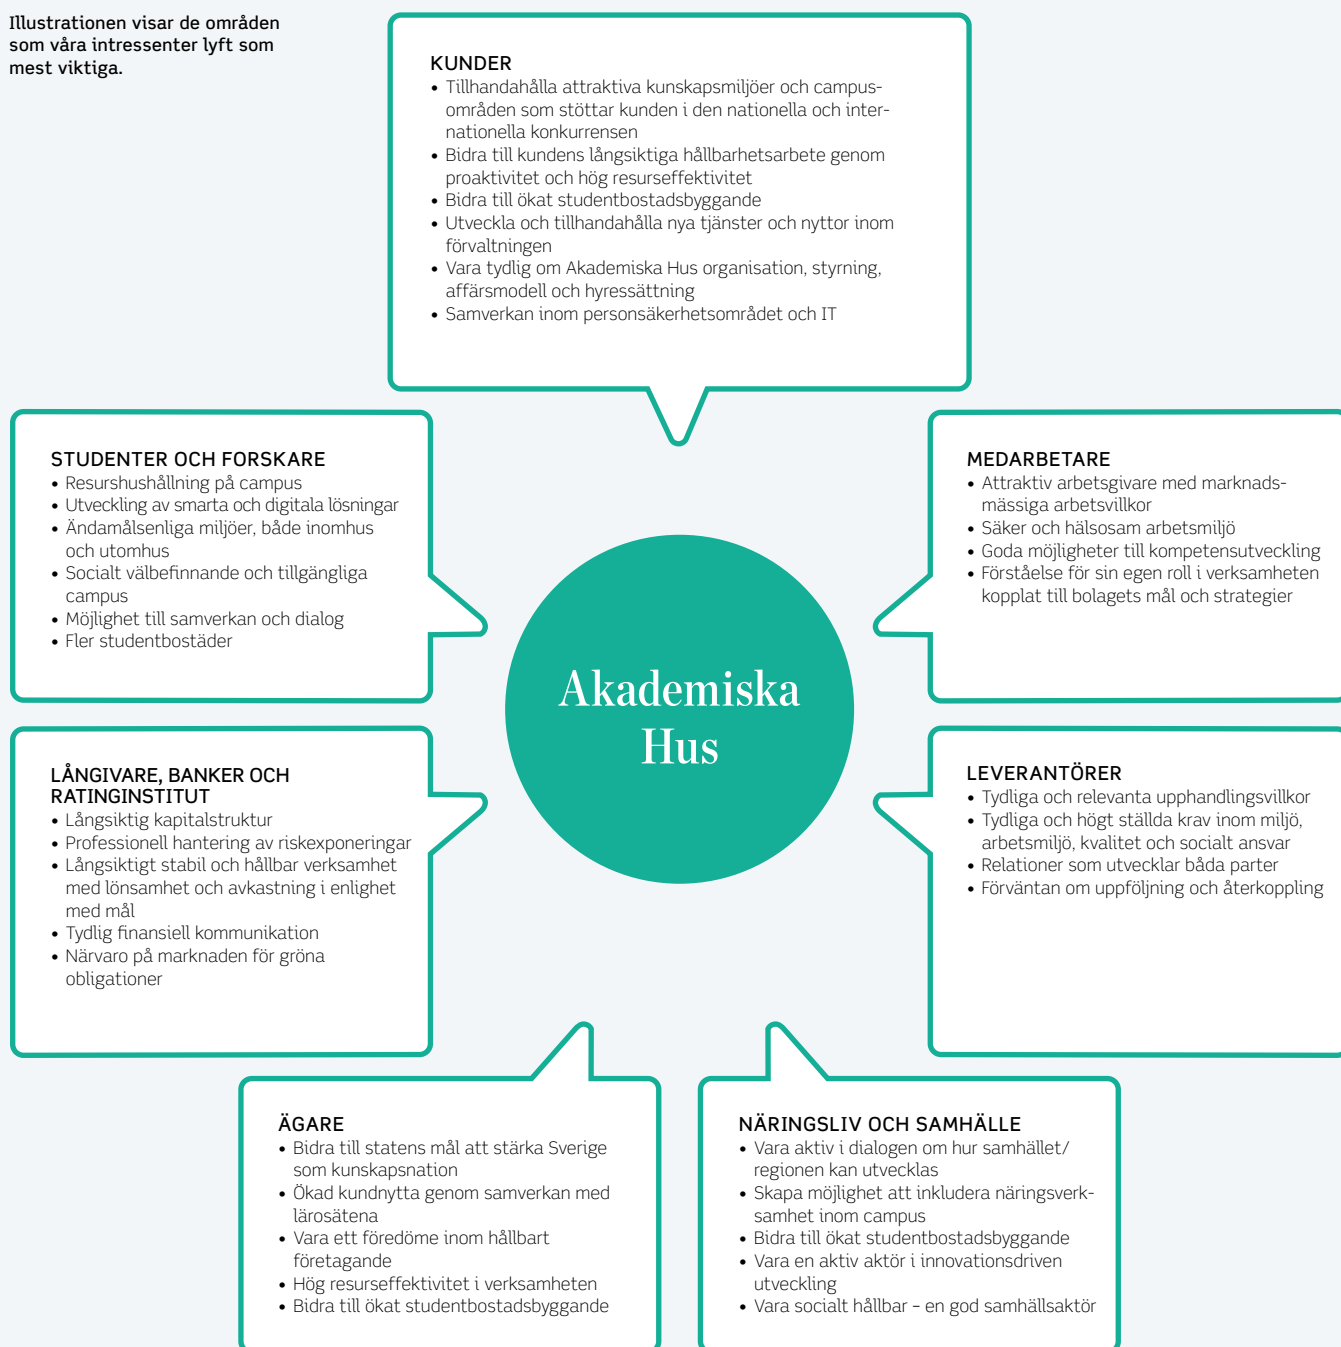 Illustrationen visar de områden
som våra intressenter lyft som
mest viktiga.
KUNDER
• Tillhandahålla attraktiva kunskapsmiljöer och campus-
områden som stöttar kunden i den nationella och inter-
nationella konkurrensen
• Bidra till kundens långsiktiga hållbarhetsarbete genom
proaktivitet och hög resurseffektivitet
• Bidra till ökat studentbostadsbyggande
• Utveckla och tillhandahålla nya tjänster och nyttor inom
förvaltningen
• Vara tydlig om Akademiska Hus organisation, styrning,
affärsmodell och hyressättning
• Samverkan inom personsäkerhetsområdet och IT
STUDENTER OCH FORSKARE
• Resurshushållning på campus
• Utveckling av smarta och digitala lösningar
• Ändamålsenliga miljöer, både inomhus
och utomhus
• Socialt välbefinnande och tillgängliga
campus
• Möjlighet till samverkan och dialog
• Fler studentbostäder
MEDARBETARE
• Attraktiv arbetsgivare med marknads-
mässiga arbetsvillkor
• Säker och hälsosam arbetsmiljö
• Goda möjligheter till kompetensutveckling
• Förståelse för sin egen roll i verksamheten
kopplat till bolagets mål och strategier
Akademiska
Hus
LÅNGIVARE, BANKER OCH
RATINGINSTITUT
• Långsiktig kapitalstruktur
• Professionell hantering av riskexponeringar
• Långsiktigt stabil och hållbar verksamhet
med lönsamhet och avkastning i enlighet
med mål
• Tydlig finansiell kommunikation
• Närvaro på marknaden för gröna
obligationer
LEVERANTÖRER
• Tydliga och relevanta upphandlingsvillkor
• Tydliga och högt ställda krav inom miljö,
arbetsmiljö, kvalitet och socialt ansvar
• Relationer som utvecklar båda parter
• Förväntan om uppföljning och återkoppling
ÄGARE
• Bidra till statens mål att stärka Sverige
som kunskapsnation
• Ökad kundnytta genom samverkan med
lärosätena
• Vara ett föredöme inom hållbart
företagande
• Hög resurseffektivitet i verksamheten
• Bidra till ökat studentbostadsbyggande
NÄRINGSLIV OCH SAMHÄLLE
• Vara aktiv i dialogen om hur samhället/
regionen kan utvecklas
• Skapa möjlighet att inkludera näringsverk-
samhet inom campus
• Bidra till ökat studentbostadsbyggande
• Vara en aktiv aktör i innovationsdriven
utveckling
• Vara socialt hållbar – en god samhällsaktör